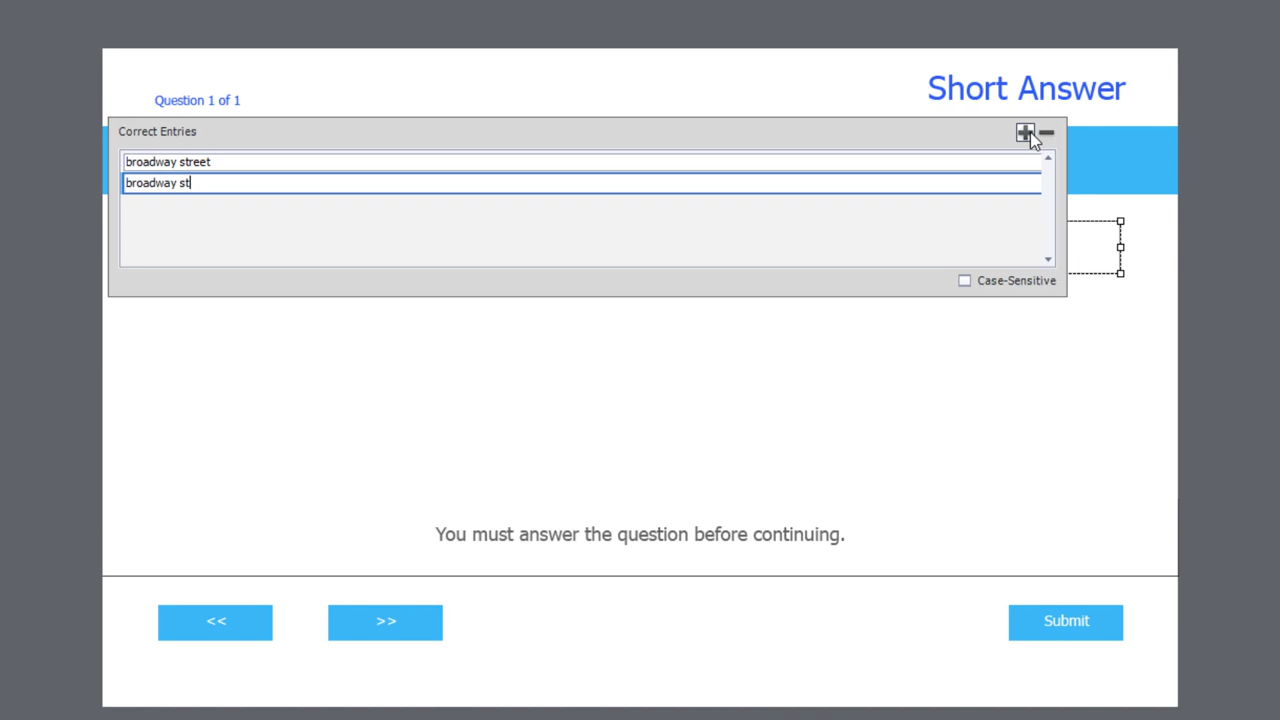 Short Answer
Question 1 of 1
Correct Entries
broadway street
broadway st
Case-Sensitive
You must answer the question before continuing.
<<
>>
Submit